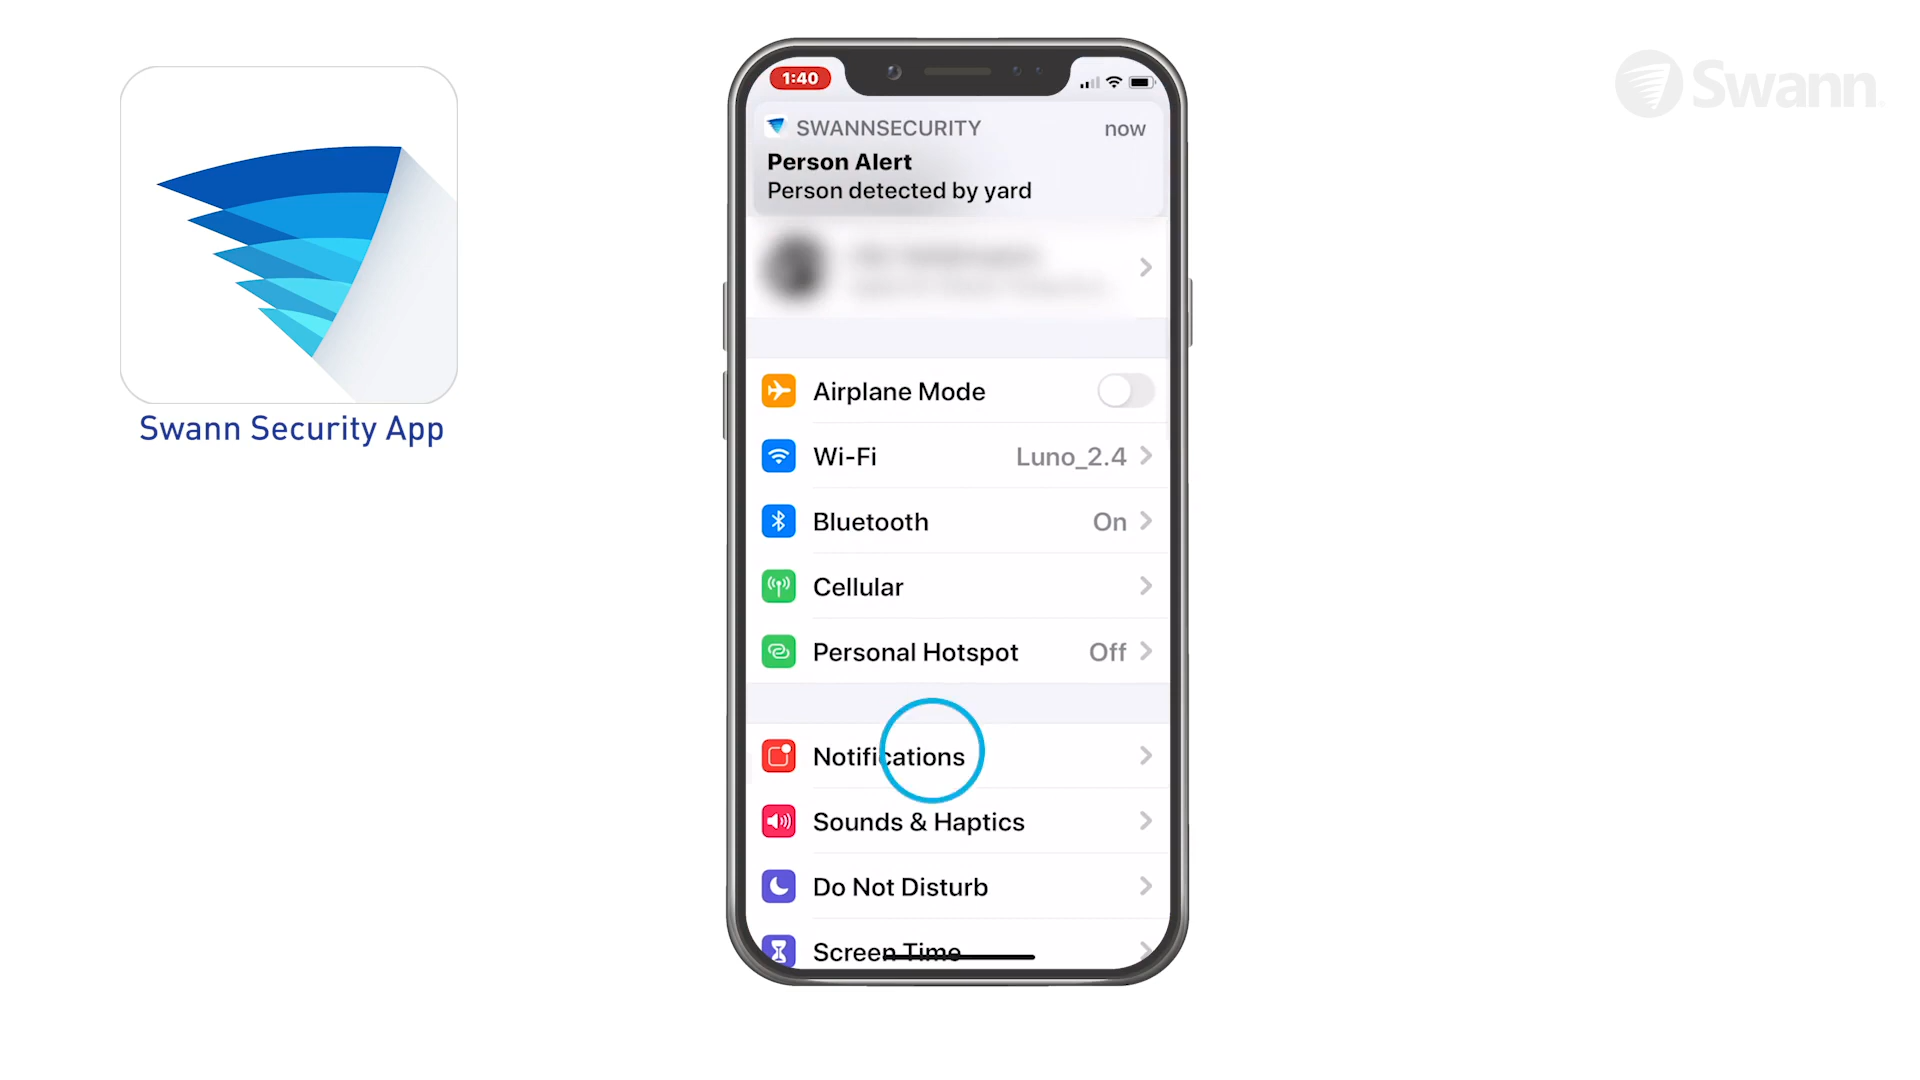 1:40
Swann
SWANNSECURITY now
Person Alert
Person detected by yard
Airplane Mode
Wi-Fi Luno_2.4
Bluetooth On
Cellular
Personal Hotspot Off
Notifications
Sounds & Haptics
Do Not Disturb
Screen Time
Swann Security App